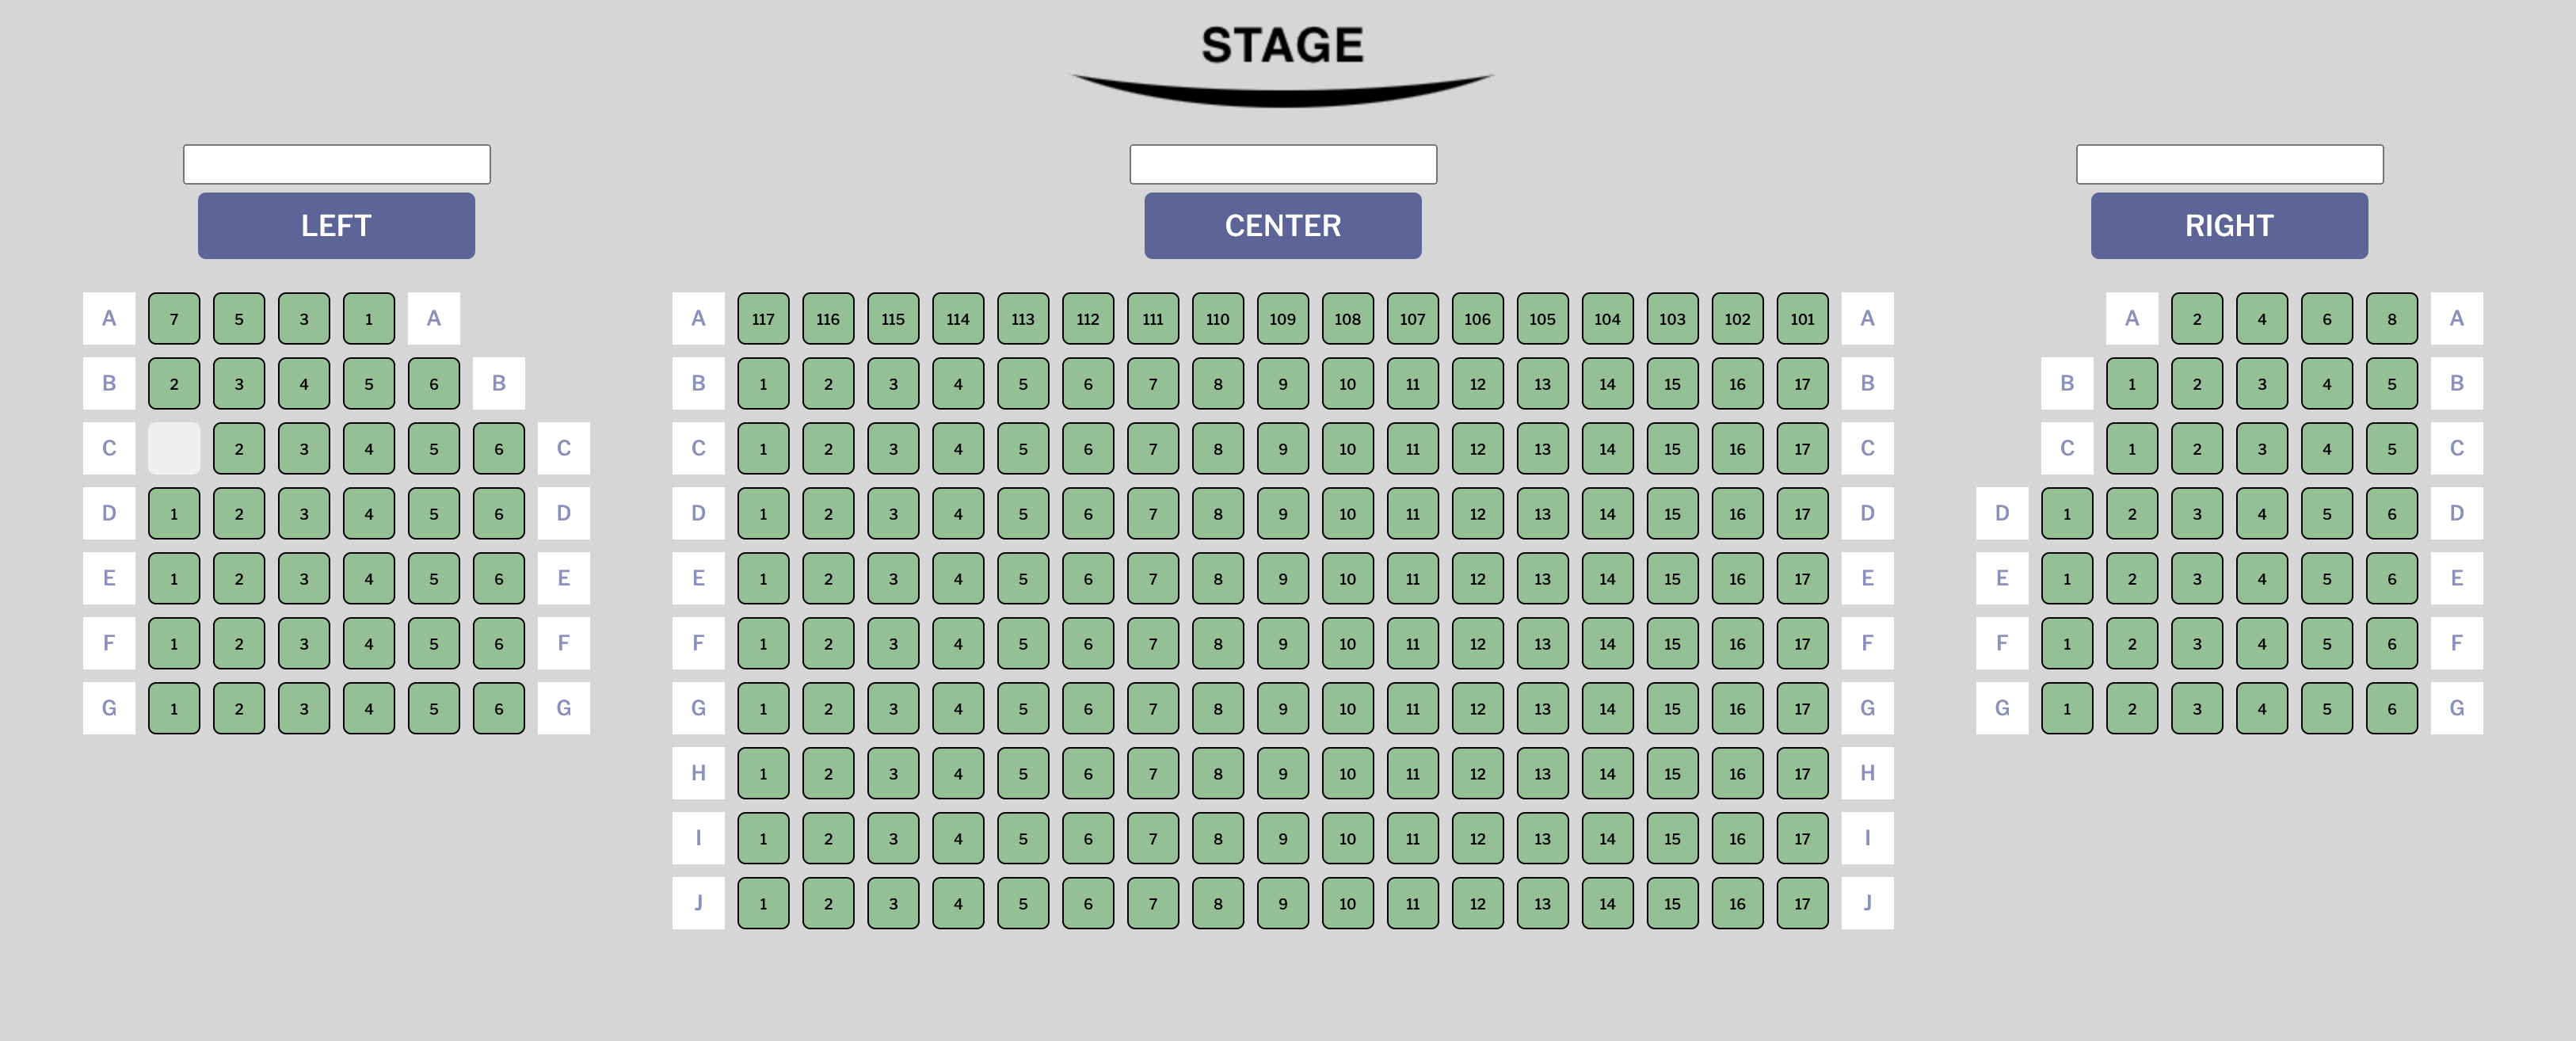 STAGE
LEFT CENTER RIGHT
A 7 5 3 1 A A 117 116 115 114 113 112 111 110 109 108 107 106 105 104 103 102 101 A A 2 4 6 8 A
B 2 3 4 5 6 B B 1 2 3 4 5 6 7 8 9 10 11 12 13 14 15 16 17 B B 1 2 3 4 5 B
C 2 3 4 5 6 C C 1 2 3 4 5 6 7 8 9 10 11 12 13 14 15 16 17 C C 1 2 3 4 5 C
D 1 2 3 4 5 6 D D 1 2 3 4 5 6 7 8 9 10 11 12 13 14 15 16 17 D D 1 2 3 4 5 6 D
E 1 2 3 4 5 6 E E 1 2 3 4 5 6 7 8 9 10 11 12 13 14 15 16 17 E E 1 2 3 4 5 6 E
F 1 2 3 4 5 6 F F 1 2 3 4 5 6 7 8 9 10 11 12 13 14 15 16 17 F F 1 2 3 4 5 6 F
G 1 2 3 4 5 6 G G 1 2 3 4 5 6 7 8 9 10 11 12 13 14 15 16 17 G G 1 2 3 4 5 6 G
H 1 2 3 4 5 6 7 8 9 10 11 12 13 14 15 16 17 H
I 1 2 3 4 5 6 7 8 9 10 11 12 13 14 15 16 17 I
J 1 2 3 4 5 6 7 8 9 10 11 12 13 14 15 16 17 J